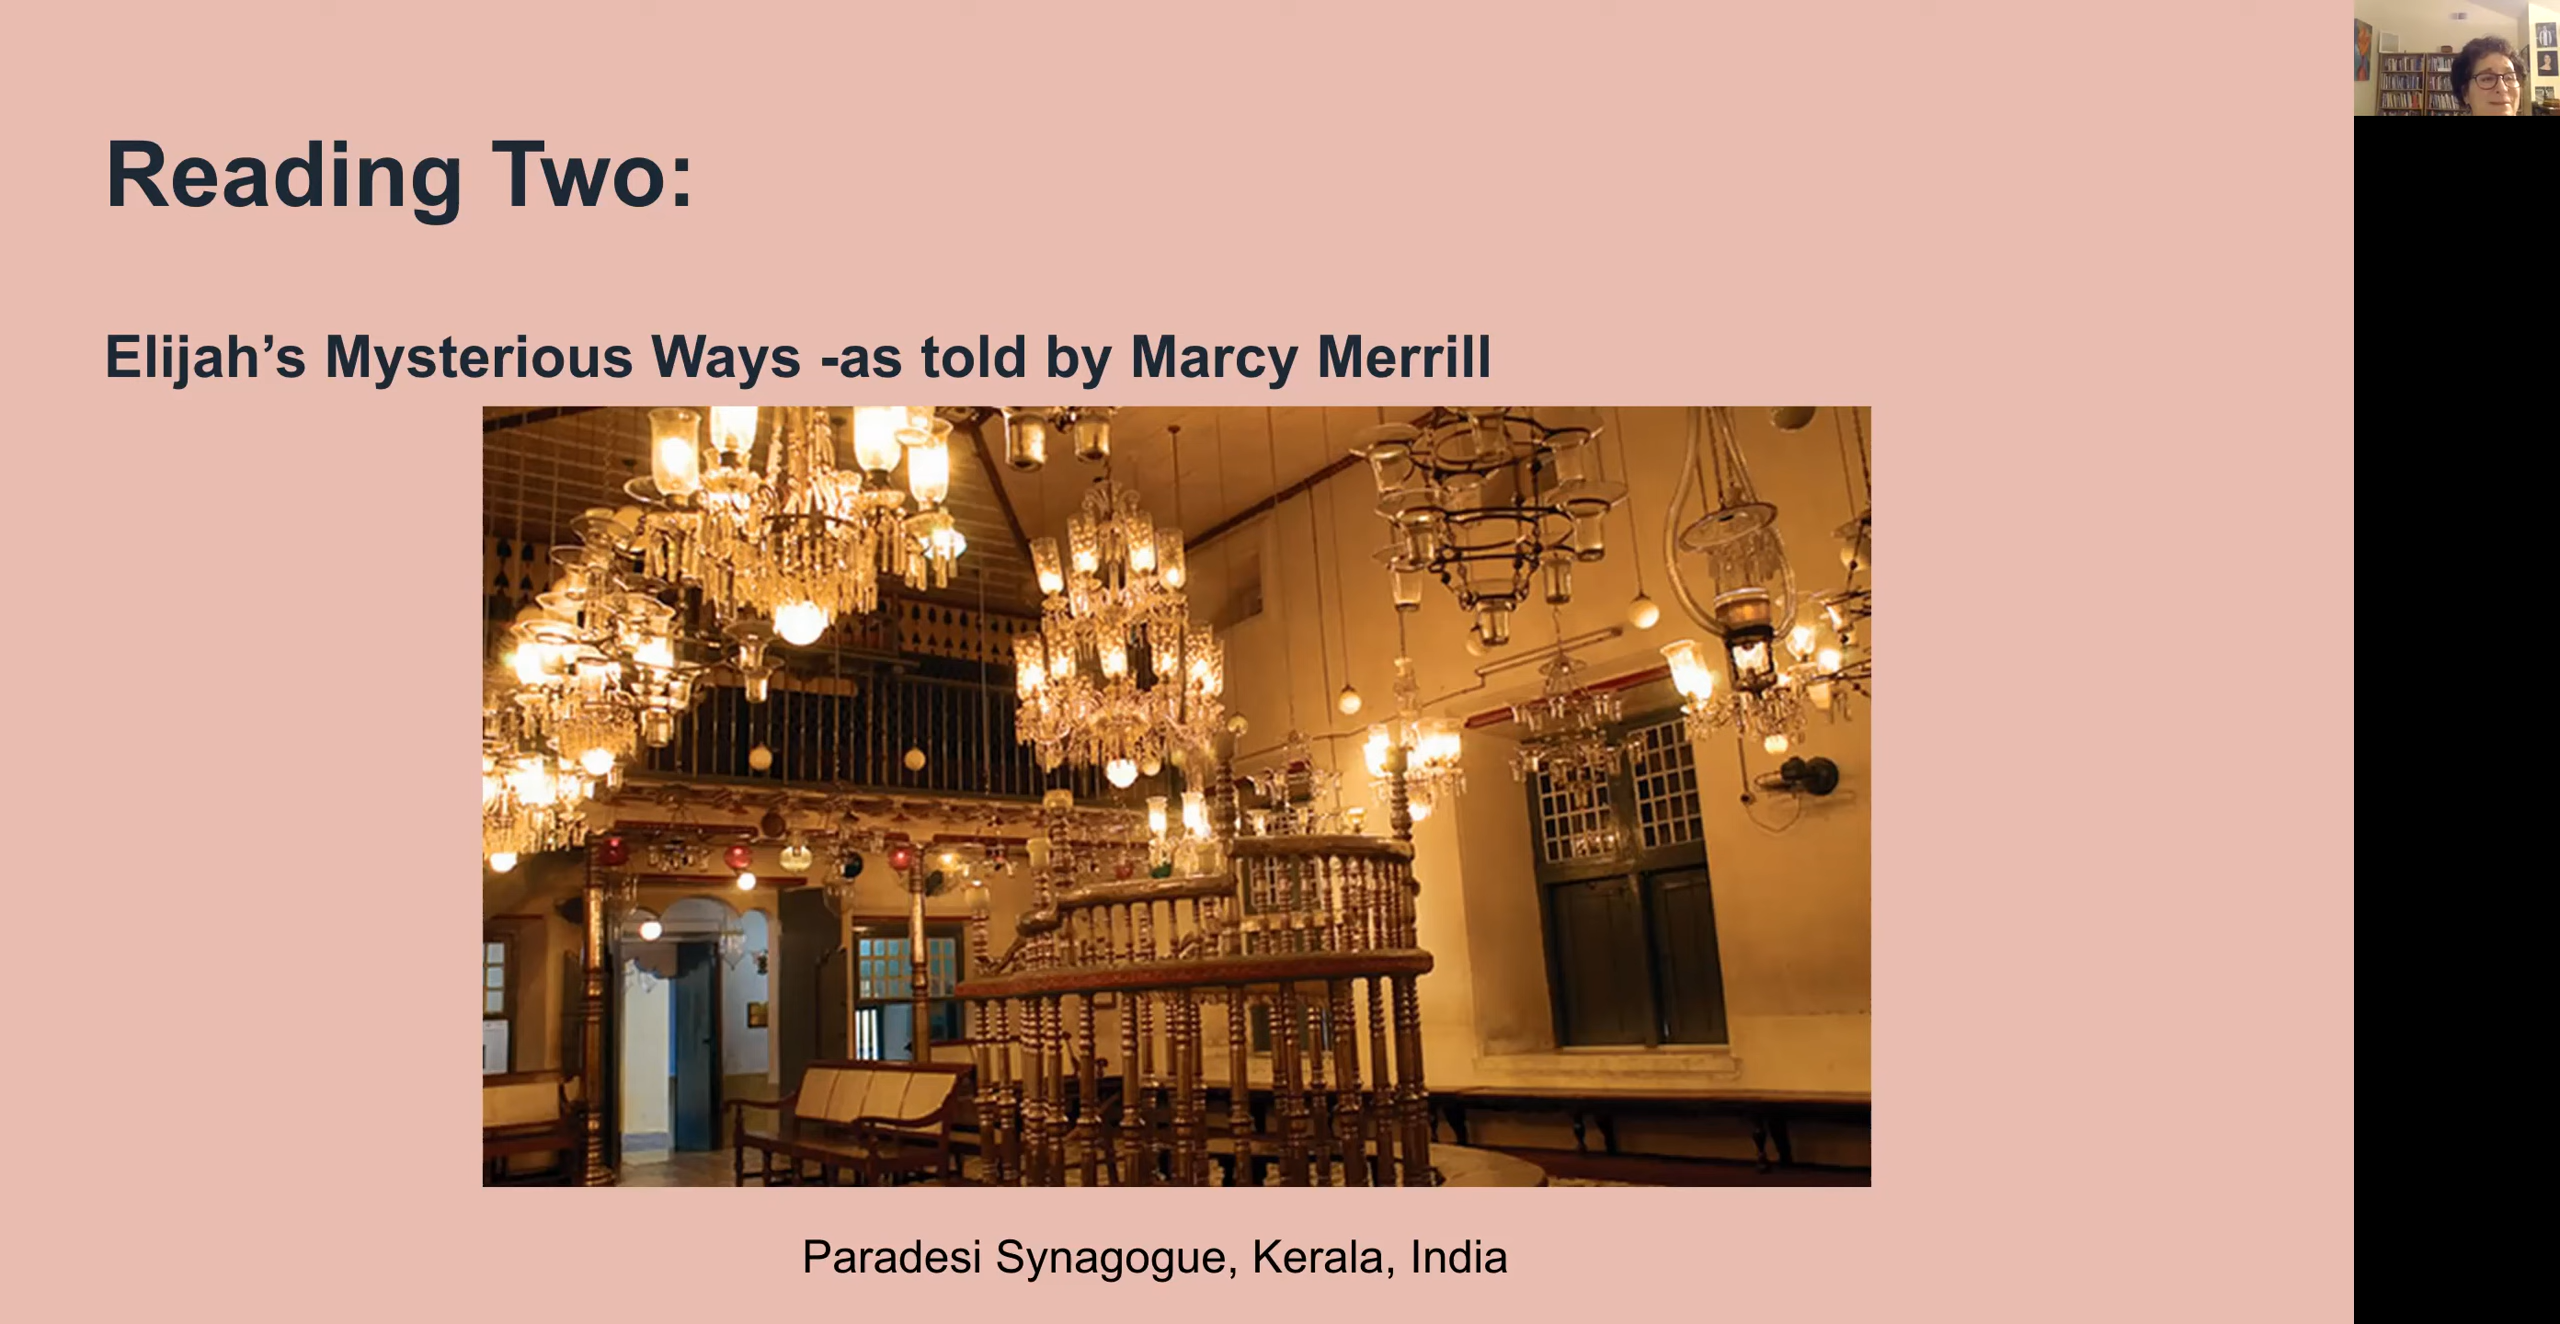 Reading Two:
Elijah’s Mysterious Ways -as told by Marcy Merrill
Paradesi Synagogue, Kerala, India